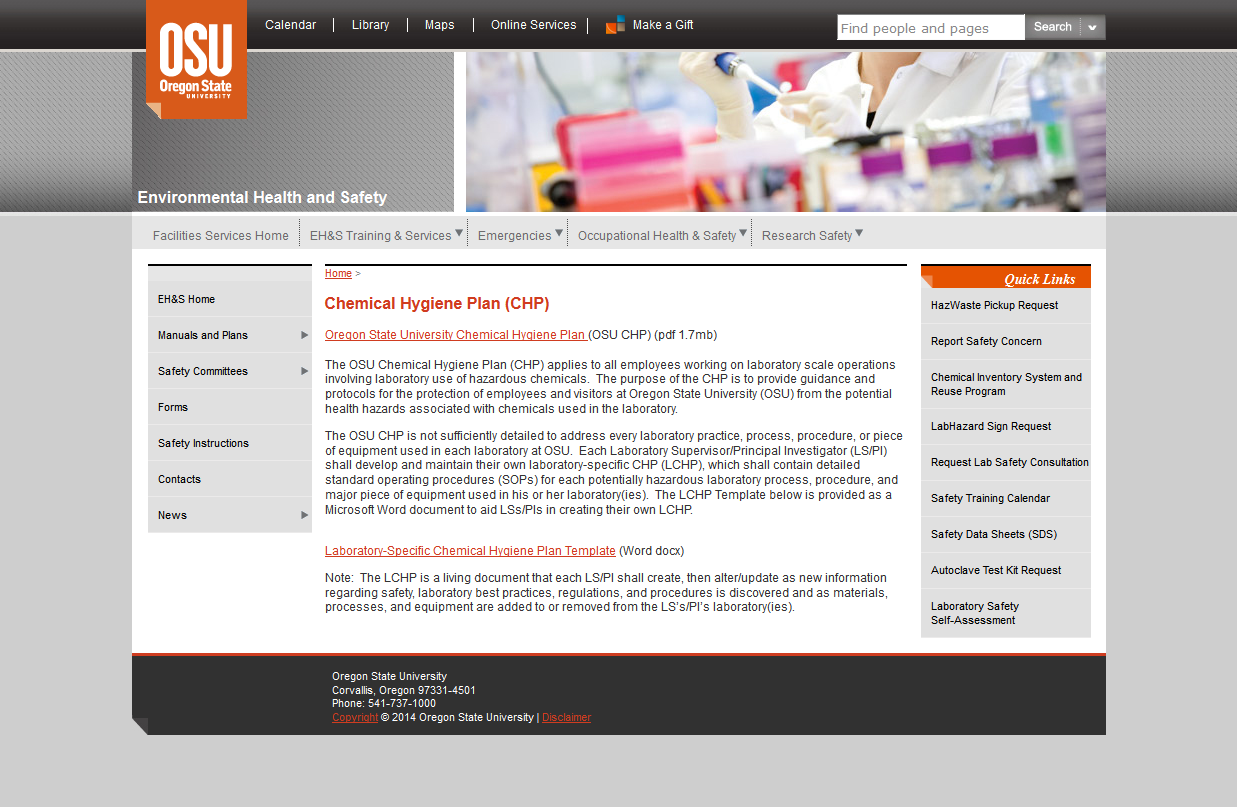 OSU
Oregon State
UNIVERSITY
Calendar
Library
Maps
Online Services
Make a Gift
Find people and pages
Search
Environmental Health and Safety
Facilities Services Home
EH&S Training & Services
Emergencies
Occupational Health & Safety
Research Safety
EH&S Home
Manuals and Plans
Safety Committees
Forms
Safety Instructions
Contacts
News
Home >
Chemical Hygiene Plan (CHP)
Oregon State University Chemical Hygiene Plan (OSU CHP) (pdf 1.7mb)
The OSU Chemical Hygiene Plan (CHP) applies to all employees working on laboratory scale operations
involving laboratory use of hazardous chemicals.  The purpose of the CHP is to provide guidance and
protocols for the protection of employees and visitors at Oregon State University (OSU) from the potential
health hazards associated with chemicals used in the laboratory.
The OSU CHP is not sufficiently detailed to address every laboratory practice, process, procedure, or piece
of equipment used in each laboratory at OSU.  Each Laboratory Supervisor/Principal Investigator (LS/PI)
shall develop and maintain their own laboratory-specific CHP (LCHP), which shall contain detailed
standard operating procedures (SOPs) for each potentially hazardous laboratory process, procedure, and
major piece of equipment used in his or her laboratory(ies).  The LCHP Template below is provided as a
Microsoft Word document to aid LSs/PIs in creating their own LCHP.
Laboratory-Specific Chemical Hygiene Plan Template (Word docx)
Note:  The LCHP is a living document that each LS/PI shall create, then alter/update as new information
regarding safety, laboratory best practices, regulations, and procedures is discovered and as materials,
processes, and equipment are added to or removed from the LS's/PI's laboratory(ies).
Quick Links
HazWaste Pickup Request
Report Safety Concern
Chemical Inventory System and
Reuse Program
LabHazard Sign Request
Request Lab Safety Consultation
Safety Training Calendar
Safety Data Sheets (SDS)
Autoclave Test Kit Request
Laboratory Safety
Self-Assessment
Oregon State University
Corvallis, Oregon 97331-4501
Phone: 541-737-1000
Copyright © 2014 Oregon State University | Disclaimer